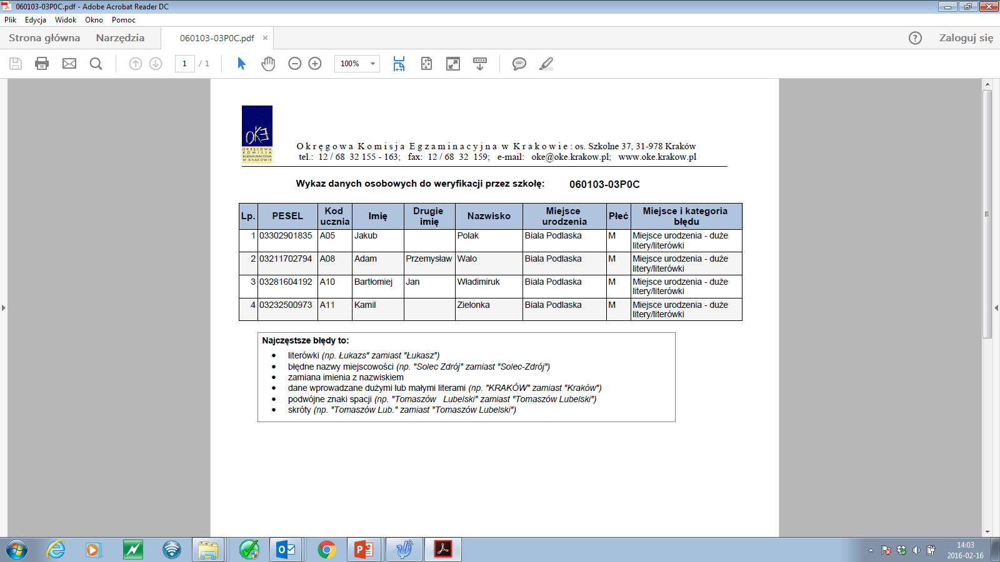 060103-03P0C.pdf - Adobe Acrobat Reader DC
Plik Edycja Widok Okno Pomoc
Strona główna Narzędzia 060103-03P0C.pdf × ? Zaloguj się
1 / 1 100%
OKE
OKRĘGOWA
KOMISJA
EGZAMINACYJNA
W KRAKOWIE
Okręgowa Komisja Egzaminacyjna w Krakowie: os. Szkolne 37, 31-978 Kraków
tel.: 12 / 68 32 155 - 163; fax: 12 / 68 32 159; e-mail: oke@oke.krakow.pl; www.oke.krakow.pl
Wykaz danych osobowych do weryfikacji przez szkołę: 060103-03P0C
Lp. PESEL Kod ucznia Imię Drugie imię Nazwisko Miejsce urodzenia Płeć Miejsce i kategoria błędu
1 03302901835 A05 Jakub Polak Biala Podlaska M Miejsce urodzenia - duże litery/literówki
2 03211702794 A08 Adam Przemysław Walo Biala Podlaska M Miejsce urodzenia - duże litery/literówki
3 03281604192 A10 Bartłomiej Jan Władimiruk Biala Podlaska M Miejsce urodzenia - duże litery/literówki
4 03232500973 A11 Kamil Zielonka Biala Podlaska M Miejsce urodzenia - duże litery/literówki
Najczęstsze błędy to:
• literówki (np. Łukazs" zamiast "Łukasz")
• błędne nazwy miejscowości (np. "Solec Zdrój" zamiast "Solec-Zdrój")
• zamiana imienia z nazwiskiem
• dane wprowadzane dużymi lub małymi literami (np. "KRAKÓW" zamiast "Kraków")
• podwójne znaki spacji (np. "Tomaszów   Lubelski" zamiast "Tomaszów Lubelski")
• skróty (np. "Tomaszów Lub." zamiast "Tomaszów Lubelski")
14:03
2016-02-16